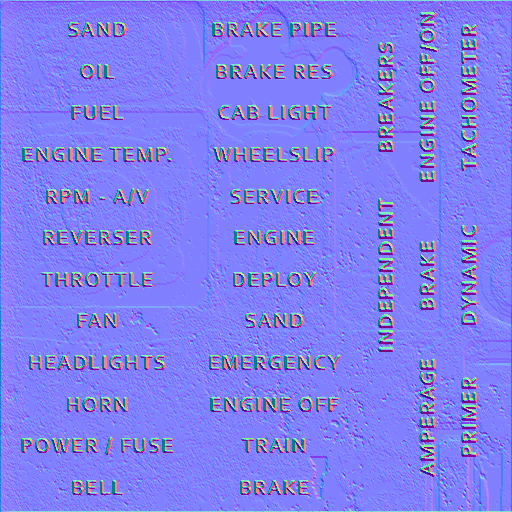 SAND
OIL
FUEL
ENGINE TEMP.
RPM - A/V
REVERSER
THROTTLE
FAN
HEADLIGHTS
HORN
POWER / FUSE
BELL
BRAKE PIPE
BRAKE RES
CAB LIGHT
WHEELSLIP
SERVICE
ENGINE
DEPLOY
SAND
EMERGENCY
ENGINE OFF
TRAIN
BRAKE
BREAKERS
INDEPENDENT
ENGINE OFF/ON
BRAKE
AMPERAGE
TACHOMETER
DYNAMIC
PRIMER